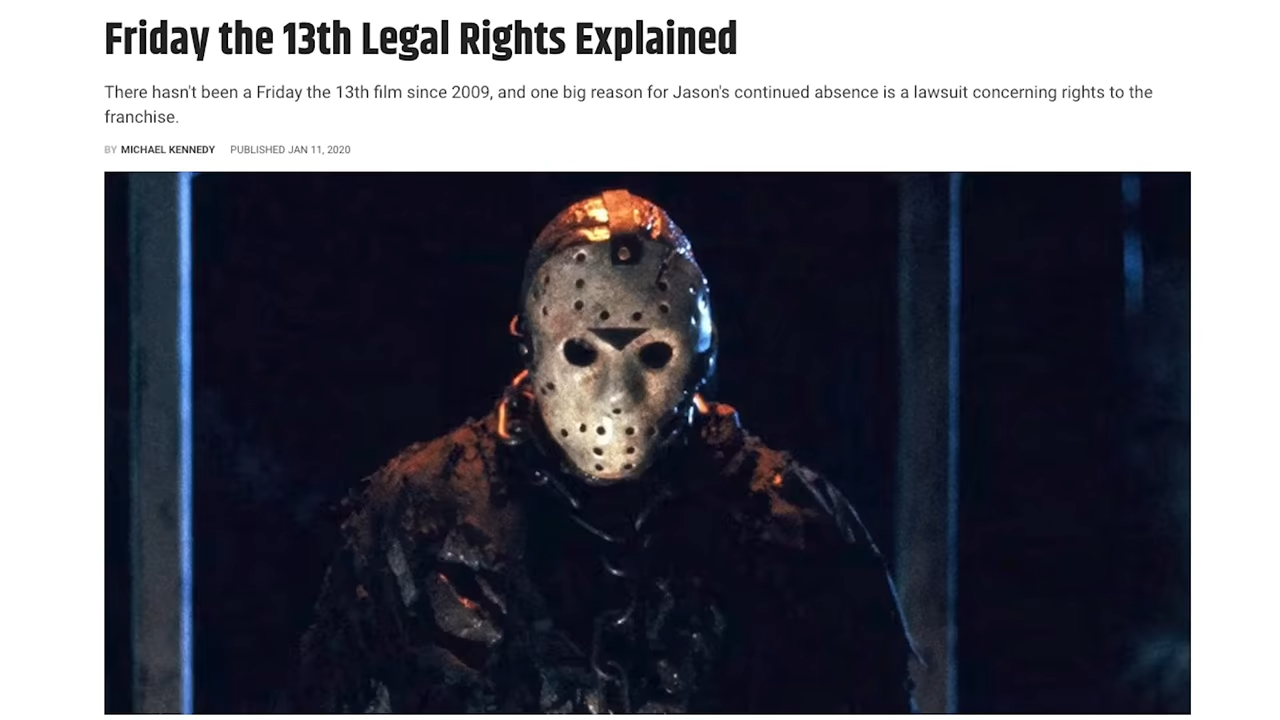 Friday the 13th Legal Rights Explained
There hasn't been a Friday the 13th film since 2009, and one big reason for Jason's continued absence is a lawsuit concerning rights to the
franchise.
BY MICHAEL KENNEDY PUBLISHED JAN 11, 2020